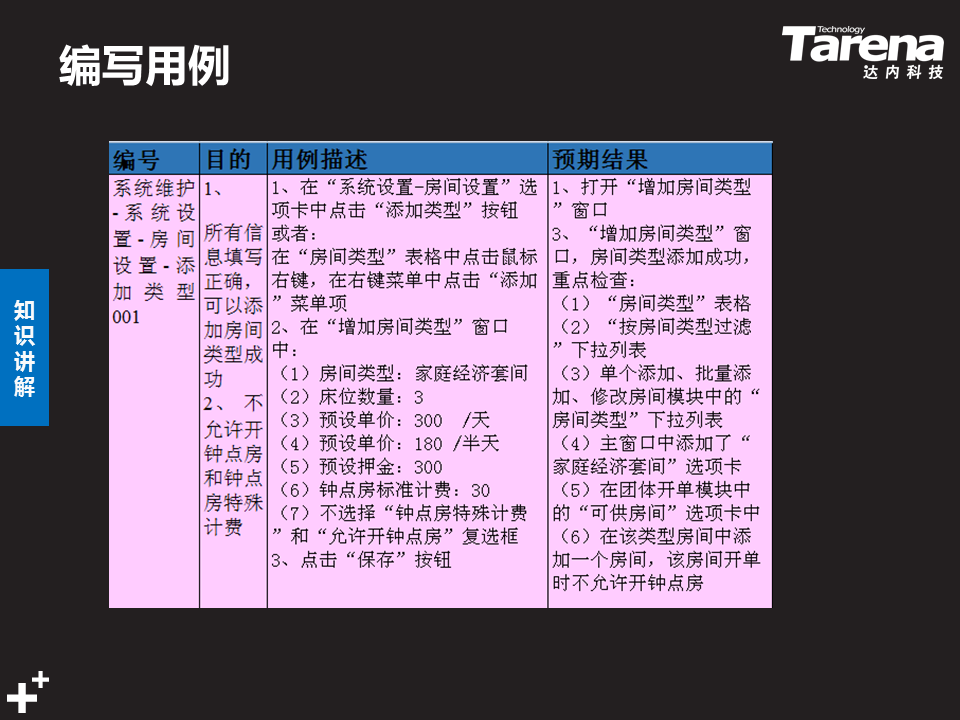 编写用例
Technology
Tarena
达内科技
知识讲解
编号
目的
用例描述
预期结果
系统维护
-系统设
置-房间
设置-添
加类型
001
1、
所有信
息填写
正确，
可以添
加房间
类型成
功
2、不
允许开
钟点房
和钟点
房特殊
计费
1、在“系统设置-房间设置”选
项卡中点击“添加类型”按钮
或者：
在“房间类型”表格中点击鼠标
右键，在右键菜单中点击“添加
”菜单项
2、在“增加房间类型”窗口
中：
（1）房间类型：家庭经济套间
（2）床位数量：3
（3）预设单价：300 /天
（4）预设单价：180 /半天
（5）预设押金：300
（6）钟点房标准计费：30
（7）不选择“钟点房特殊计费
”和“允许开钟点房”复选框
3、点击“保存”按钮
1、打开“增加房间类型
”窗口
3、“增加房间类型”窗
口，房间类型添加成功，
重点检查：
（1）“房间类型”表格
（2）“按房间类型过滤
”下拉列表
（3）单个添加、批量添
加、修改房间模块中的“
房间类型”下拉列表
（4）主窗口中添加了“
家庭经济套间”选项卡
（5）在团体开单模块中
的“可供房间”选项卡中
（6）在该类型房间中添
加一个房间，该房间开单
时不允许开钟点房